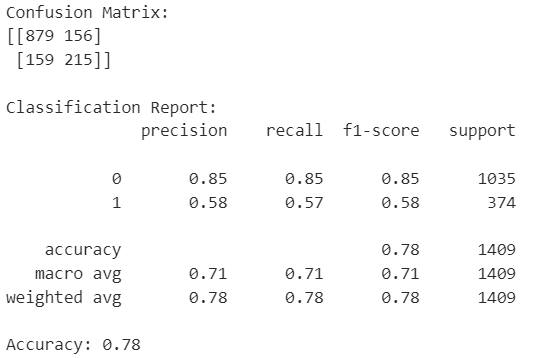 Confusion Matrix:
[[879 156]
[159 215]]
Classification Report:
precision recall f1-score support
0 0.85 0.85 0.85 1035
1 0.58 0.57 0.58 374
accuracy 0.78 1409
macro avg 0.71 0.71 0.71 1409
weighted avg 0.78 0.78 0.78 1409
Accuracy: 0.78